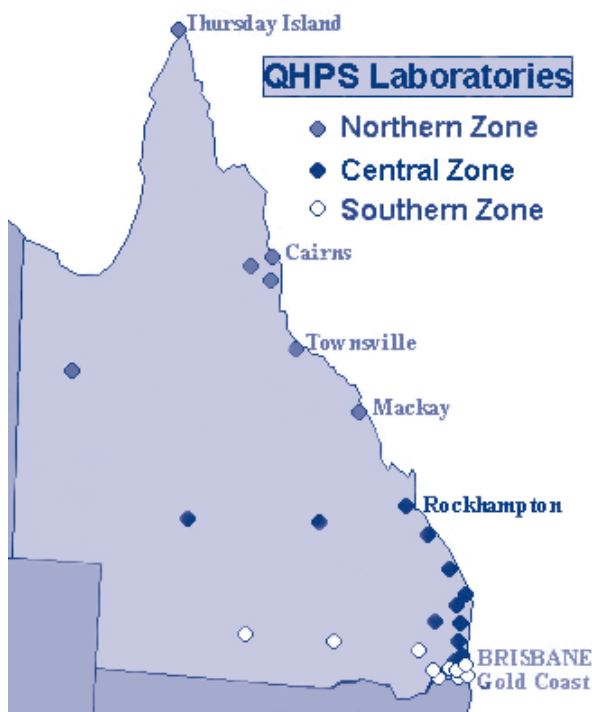 Thursday Island
QHPS Laboratories
Northern Zone
Central Zone
Southern Zone
Cairns
Townsville
Mackay
Rockhampton
BRISBANE
Gold Coast